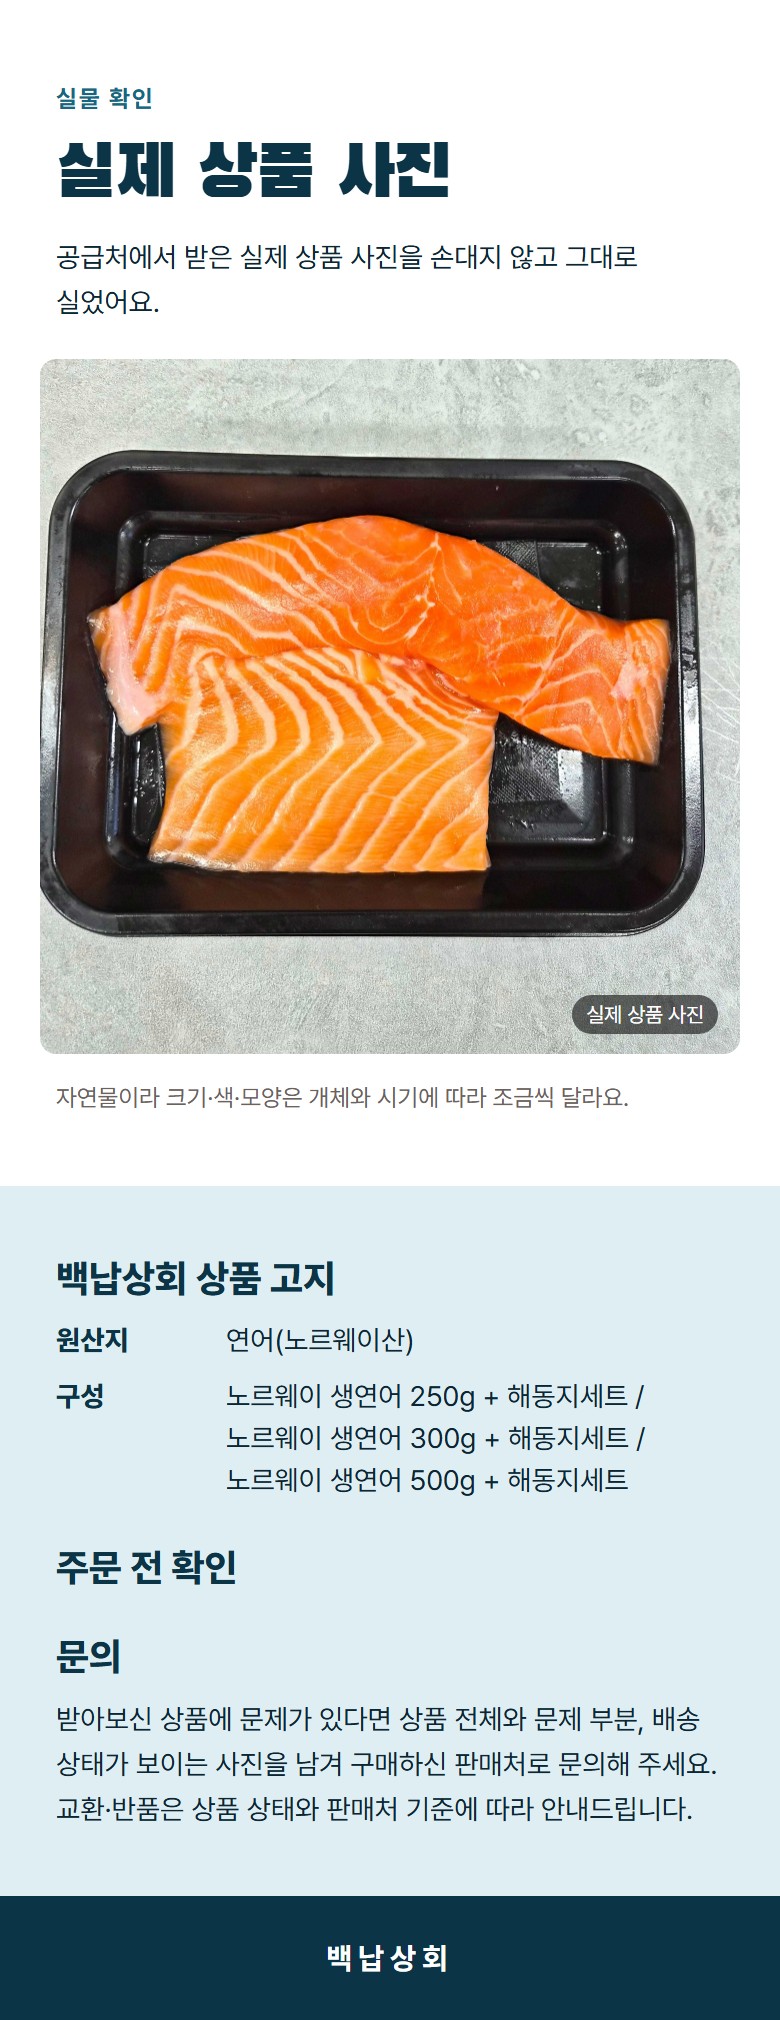 실물 확인
실제 상품 사진
공급처에서 받은 실제 상품 사진을 손대지 않고 그대로
실었어요.
실제 상품 사진
자연물이라 크기·색·모양은 개체와 시기에 따라 조금씩 달라요.
백납상회 상품 고지
원산지 연어(노르웨이산)
구성 노르웨이 생연어 250g + 해동지세트 /
노르웨이 생연어 300g + 해동지세트 /
노르웨이 생연어 500g + 해동지세트
주문 전 확인
문의
받아보신 상품에 문제가 있다면 상품 전체와 문제 부분, 배송
상태가 보이는 사진을 남겨 구매하신 판매처로 문의해 주세요.
교환·반품은 상품 상태와 판매처 기준에 따라 안내드립니다.
백납상회